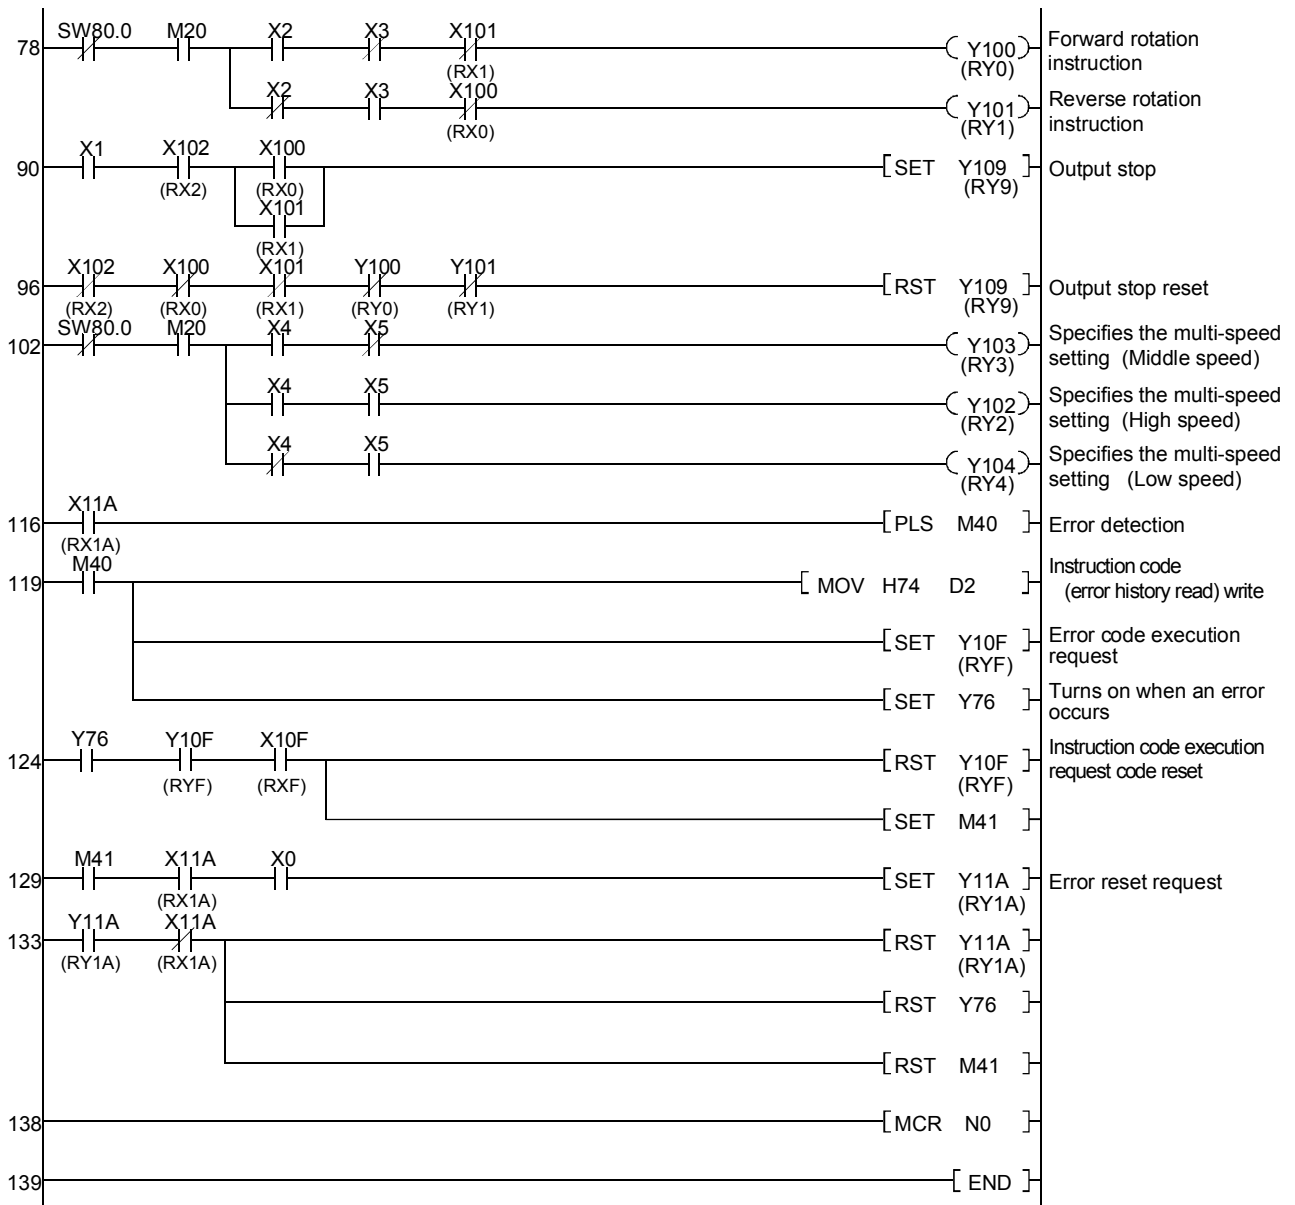 SW80.0 M20 X2 X3 X101
78 Y100 Forward rotation
(RX1) (RY0) instruction
X2 X3 X100
Y101 Reverse rotation
(RX0) (RY1) instruction
X1 X102 X100
90 SET Y109 Output stop
(RX2) (RX0) (RY9)
X101
(RX1)
X102 X100 X101 Y100 Y101
96 RST Y109 Output stop reset
(RX2) (RX0) (RX1) (RY0) (RY1) (RY9)
SW80.0 M20 X4 X5
102 Y103 Specifies the multi-speed
(RY3) setting (Middle speed)
X4 X5
Y102 Specifies the multi-speed
(RY2) setting (High speed)
X4 X5
Y104 Specifies the multi-speed
(RY4) setting (Low speed)
X11A
116 PLS M40 Error detection
(RX1A)
M40
119 MOV H74 D2 Instruction code
(error history read) write
SET Y10F Error code execution
(RYF) request
SET Y76 Turns on when an error
occurs
Y76 Y10F X10F
124 RST Y10F Instruction code execution
(RYF) (RXF) (RYF) request code reset
SET M41
M41 X11A X0
129 SET Y11A Error reset request
(RX1A) (RY1A)
Y11A X11A
133 RST Y11A
(RY1A) (RX1A) (RY1A)
RST Y76
RST M41
138 MCR N0
139 END